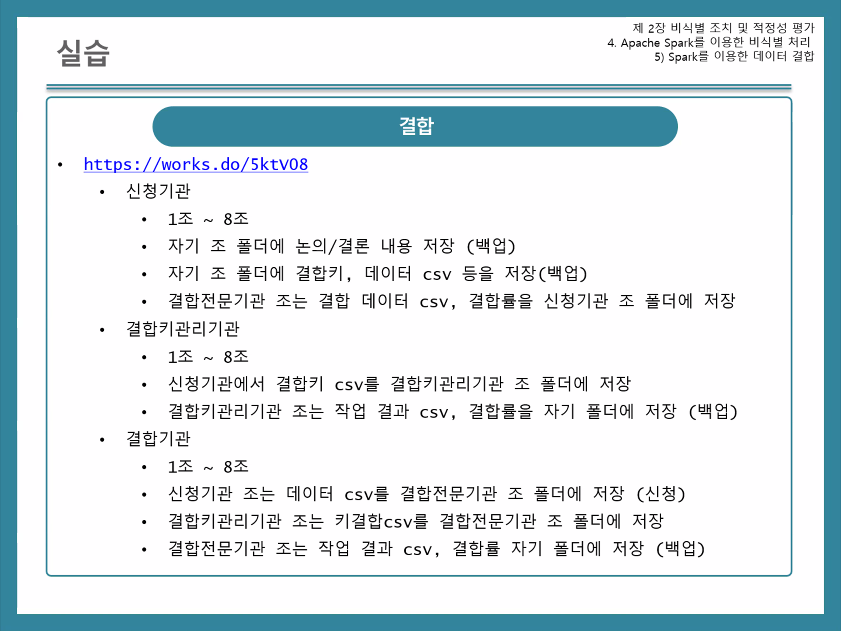 제 2장 비식별 조치 및 적정성 평가
4. Apache Spark를 이용한 비식별 처리
5) Spark를 이용한 데이터 결합
실습
결합
• https://works.do/5ktVO8
• 신청기관
• 1조 ~ 8조
• 자기 조 폴더에 논의/결론 내용 저장 (백업)
• 자기 조 폴더에 결합키, 데이터 csv 등을 저장(백업)
• 결합전문기관 조는 결합 데이터 csv, 결합률을 신청기관 조 폴더에 저장
• 결합키관리기관
• 1조 ~ 8조
• 신청기관에서 결합키 csv를 결합키관리기관 조 폴더에 저장
• 결합키관리기관 조는 작업 결과 csv, 결합률을 자기 폴더에 저장 (백업)
• 결합기관
• 1조 ~ 8조
• 신청기관 조는 데이터 csv를 결합전문기관 조 폴더에 저장 (신청)
• 결합키관리기관 조는 키결합csv를 결합전문기관 조 폴더에 저장
• 결합전문기관 조는 작업 결과 csv, 결합률 자기 폴더에 저장 (백업)